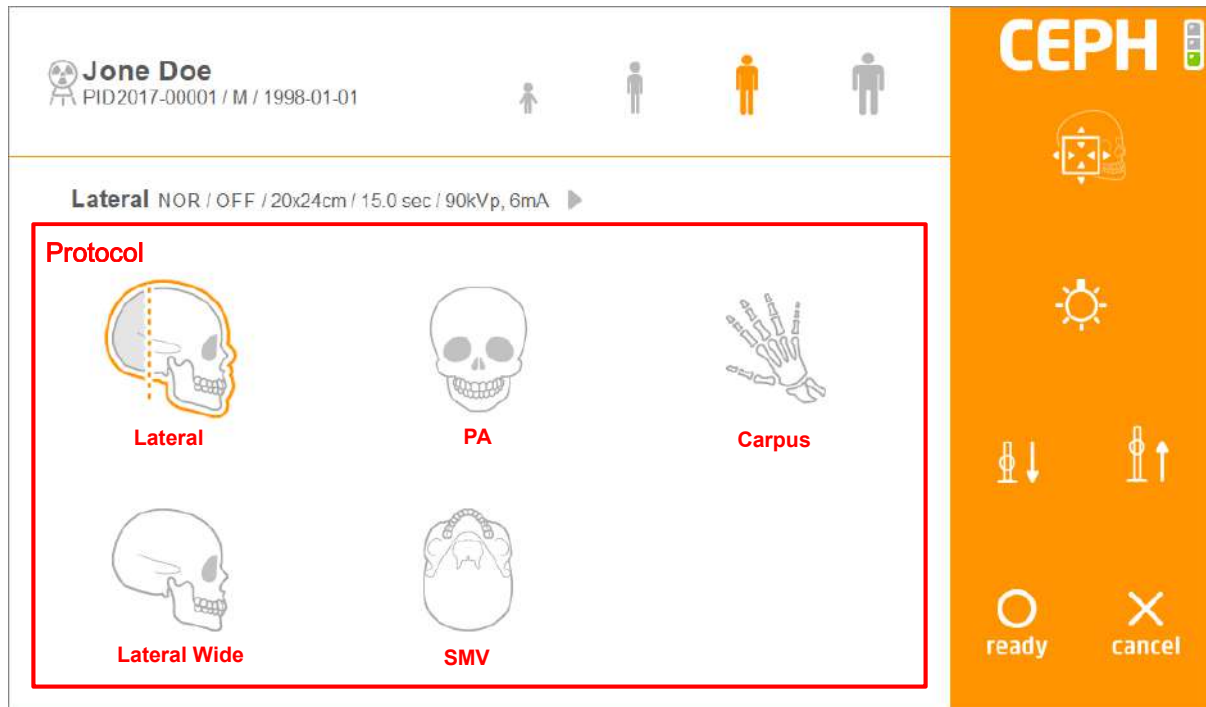 Jone Doe
PID2017-00001 / M / 1998-01-01
CEPH
Lateral NOR / OFF / 20x24cm / 15.0 sec / 90kVp, 6mA
Protocol
Lateral
PA
Carpus
Lateral Wide
SMV
ready
cancel